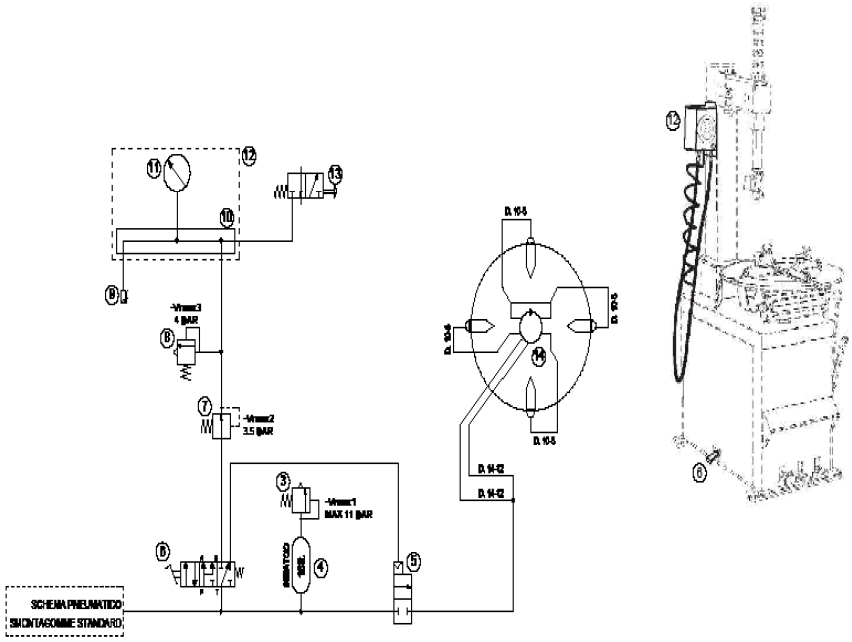 12
11
12
13
10
9
-Vmax3
4 BAR
8
7
-Vmax2
3.5 BAR
3
-Vmax1
MAX 11 BAR
SERBATOIO
4
5
6
SCHEMA PNEUMATICO
SMONTAGOMME STANDARD
D. 10-8
D. 10-8
D. 10-8
14
D. 10-8
D. 14-12
D. 14-12
6